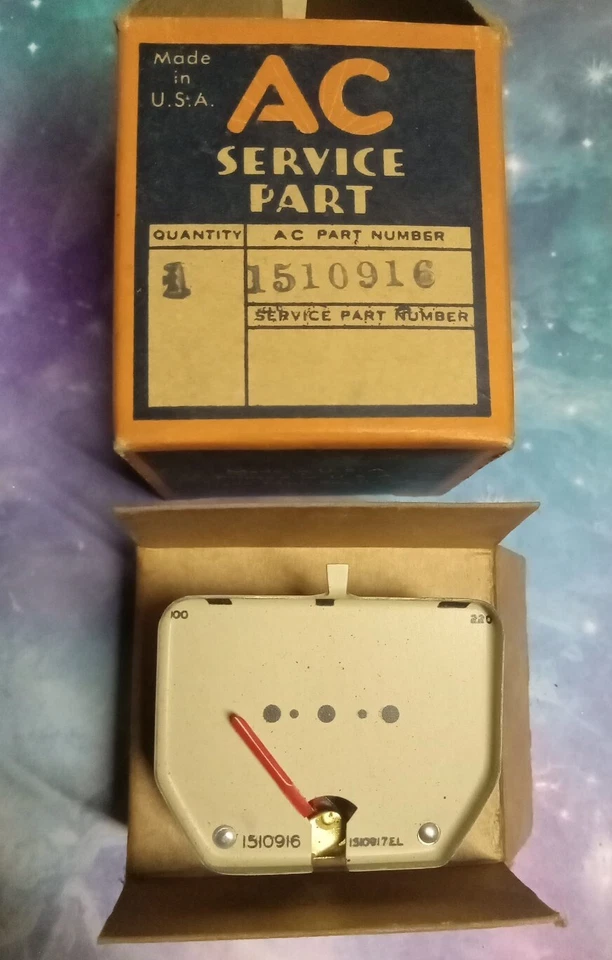 Made
in
U.S.A.
AC
SERVICE
PART
QUANTITY
AC PART NUMBER
1
1510916
SERVICE PART NUMBER
100
220
1510916
1510917EL